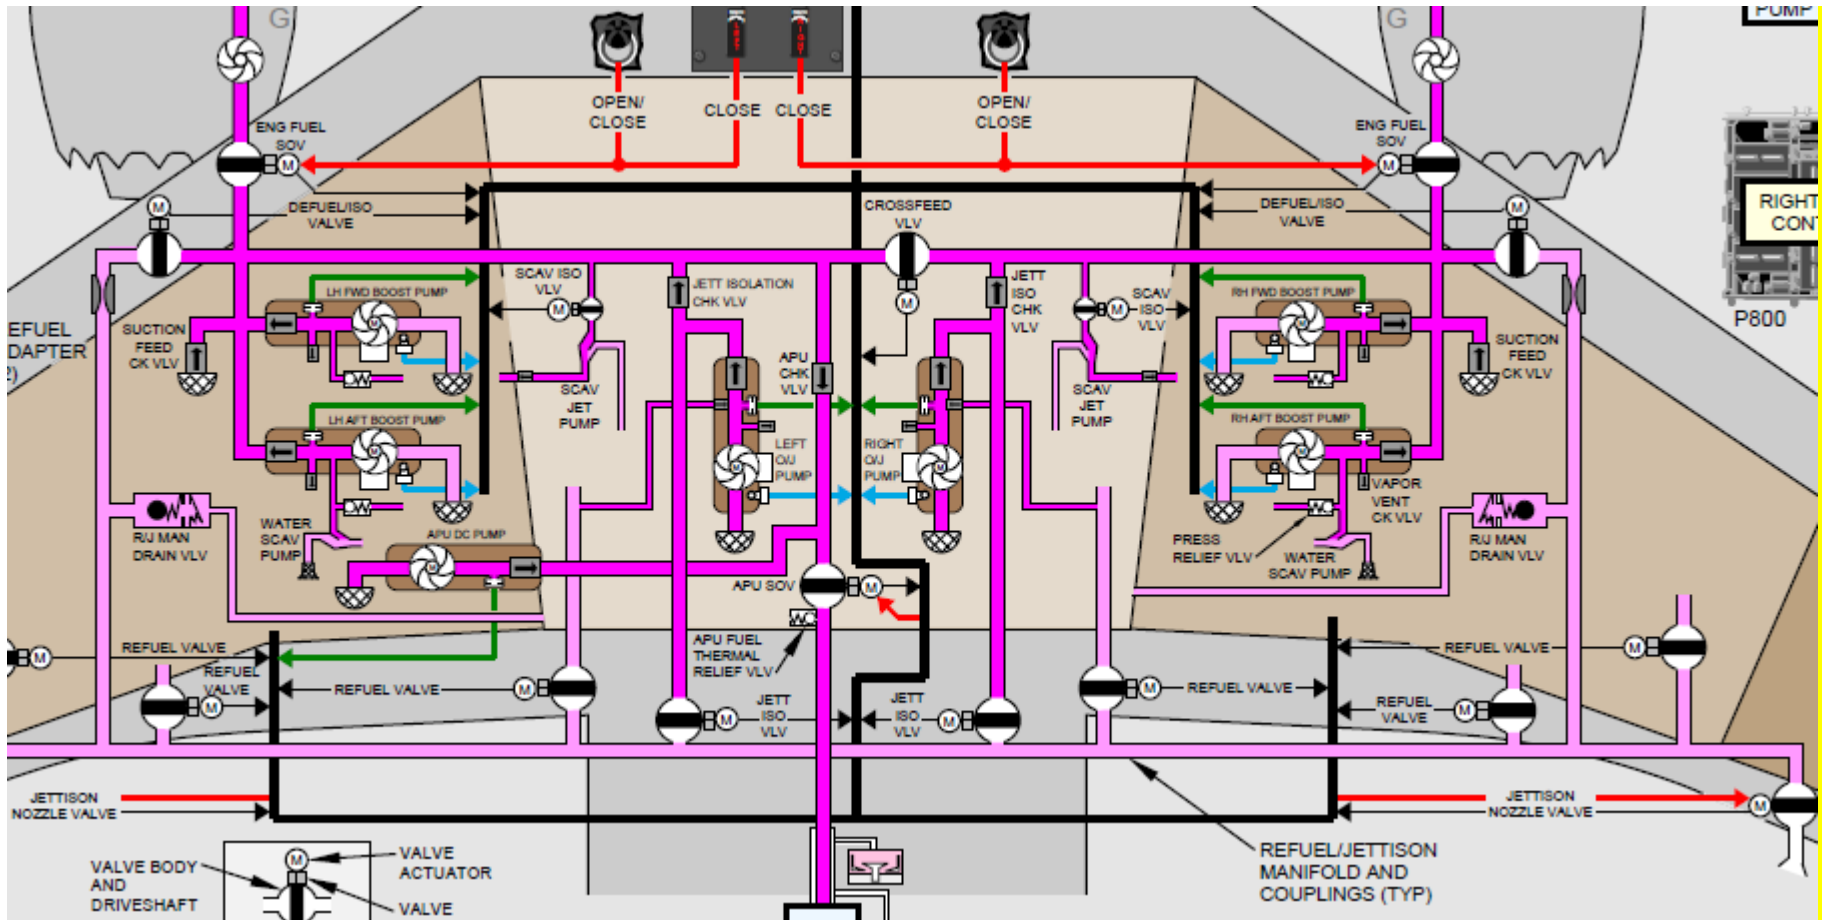 G
G
PUMP
OPEN/
CLOSE
CLOSE
CLOSE
OPEN/
CLOSE
ENG FUEL
SOV
M
ENG FUEL
SOV
M
RIGHT
CONT
P800
M
DEFUEL/ISO
VALVE
CROSSFEED
VLV
M
DEFUEL/ISO
VALVE
M
SCAV ISO
VLV
M
JETT ISOLATION
CHK VLV
JETT
ISO
CHK
VLV
M
SCAV
ISO
VLV
LH FWD BOOST PUMP
M
RH FWD BOOST PUMP
M
EFUEL
DAPTER
2)
SUCTION
FEED
CK VLV
SUCTION
FEED
CK VLV
APU
CHK
VLV
SCAV
JET
PUMP
SCAV
JET
PUMP
LH AFT BOOST PUMP
M
RH AFT BOOST PUMP
M
LEFT
O/J
PUMP
M
RIGHT
O/J
PUMP
M
VAPOR
VENT
CK VLV
R/J MAN
DRAIN VLV
WATER
SCAV
PUMP
APU DC PUMP
M
PRESS
RELIEF VLV
WATER
SCAV PUMP
R/J MAN
DRAIN VLV
APU SOV
M
APU FUEL
THERMAL
RELIEF VLV
M
REFUEL VALVE
REFUEL
VALVE
M
REFUEL VALVE
M
JETT
ISO
VLV
M
JETT
ISO
VLV
M
M
REFUEL VALVE
REFUEL VALVE
M
REFUEL
VALVE
M
JETTISON
NOZZLE VALVE
JETTISON
NOZZLE VALVE
M
VALVE BODY
AND
DRIVESHAFT
M
VALVE
ACTUATOR
VALVE
REFUEL/JETTISON
MANIFOLD AND
COUPLINGS (TYP)